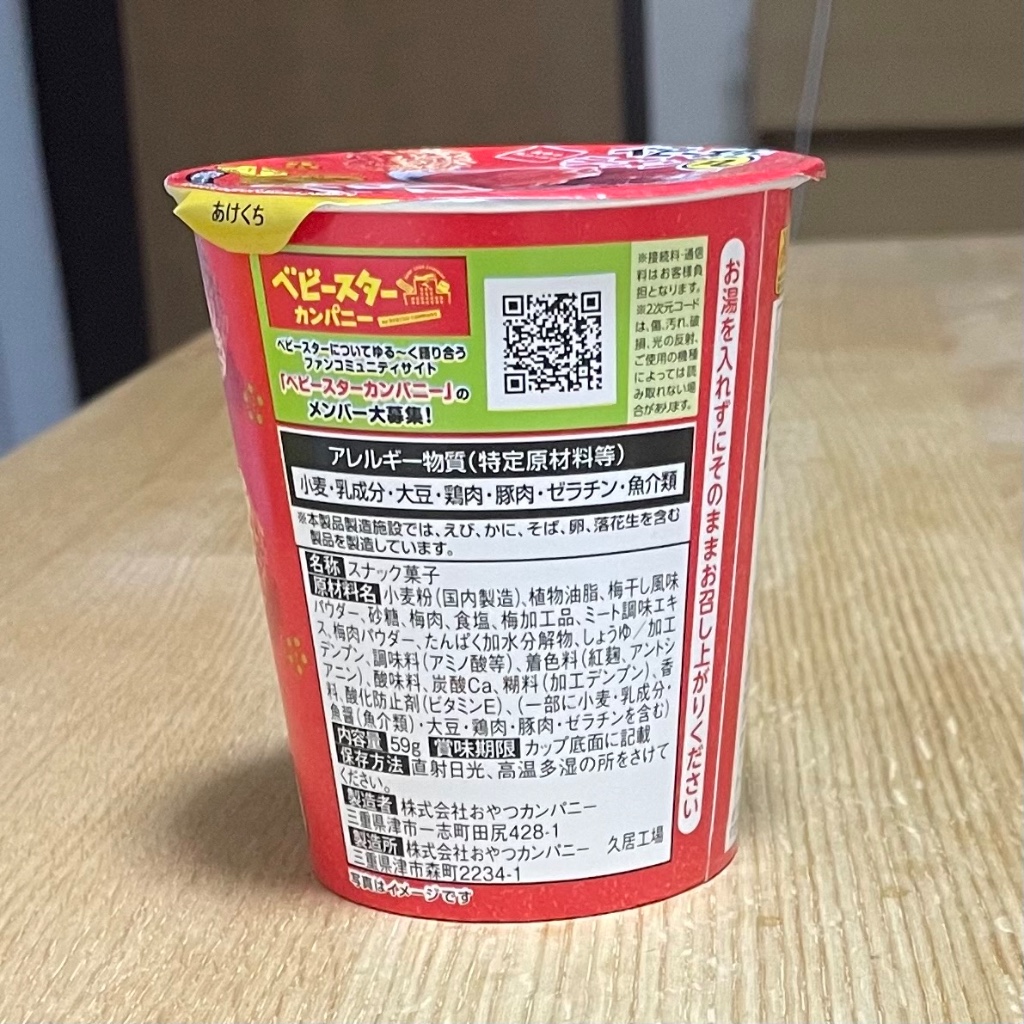 あけくち
ベビースター
カンパニー
ベビースターについてゆる〜く語り合う
ファンコミュニティサイト
「ベビースターカンパニー」の
メンバー大募集!
※接続料・通信
料はお客様負
担となります。
※2次元コード
は、傷、汚れ、破
損、光の反射、
ご使用の機種
によっては読
み取れない場
合があります。
アレルギー物質(特定原材料等)
小麦・乳成分・大豆・鶏肉・豚肉・ゼラチン・魚介類
※本製品製造施設では、えび、かに、そば、卵、落花生を含む
製品を製造しています。
名称 スナック菓子
原材料名 小麦粉(国内製造)、植物油脂、梅干し風味
パウダー、砂糖、梅肉、食塩、梅加工品、ミート調味エキ
ス、梅肉パウダー、たんぱく加水分解物、しょうゆ/加工
デンプン、調味料(アミノ酸等)、着色料(紅麹、アントシ
アニン)、酸味料、炭酸Ca、糊料(加工デンプン)、香
料、酸化防止剤(ビタミンE)、(一部に小麦・乳成分・
魚醤(魚介類)・大豆・鶏肉・豚肉・ゼラチンを含む)
内容量 59g 賞味期限 カップ底面に記載
保存方法 直射日光、高温多湿の所をさけて
ください。
製造者 株式会社おやつカンパニー
三重県津市一志町田尻428-1
製造所 株式会社おやつカンパニー 久居工場
三重県津市森町2234-1
写真はイメージです
お湯を入れずにそのままお召し上がりください